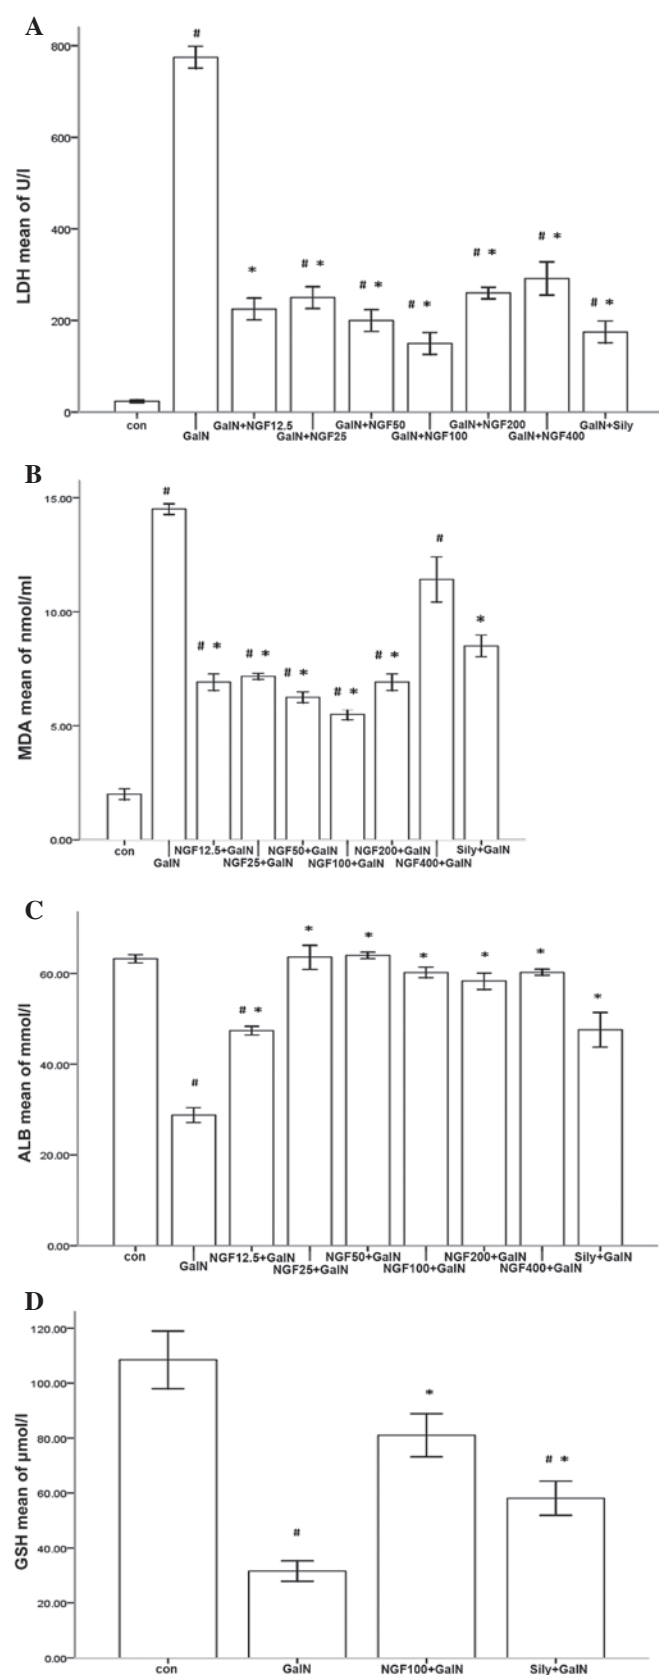 A
800
600
400
200
0
LDH mean of U/l
#
*
# *
# *
# *
# *
# *
# *
con
GalN
GalN+NGF12.5
GalN+NGF25
GalN+NGF50
GalN+NGF100
GalN+NGF200
GalN+NGF400
GalN+Sily
B
15.00
10.00
5.00
0.00
MDA mean of nmol/ml
#
# *
# *
# *
# *
# *
#
*
con
GalN
NGF12.5+GalN
NGF25+GalN
NGF50+GalN
NGF100+GalN
NGF200+GalN
NGF400+GalN
Sily+GalN
C
60.00
40.00
20.00
0.00
ALB mean of mmol/l
#
# *
*
*
*
*
*
*
con
GalN
NGF12.5+GalN
NGF25+GalN
NGF50+GalN
NGF100+GalN
NGF200+GalN
NGF400+GalN
Sily+GalN
D
120.00
100.00
80.00
60.00
40.00
20.00
0.00
GSH mean of µmol/l
#
*
# *
con
GalN
NGF100+GalN
Sily+GalN